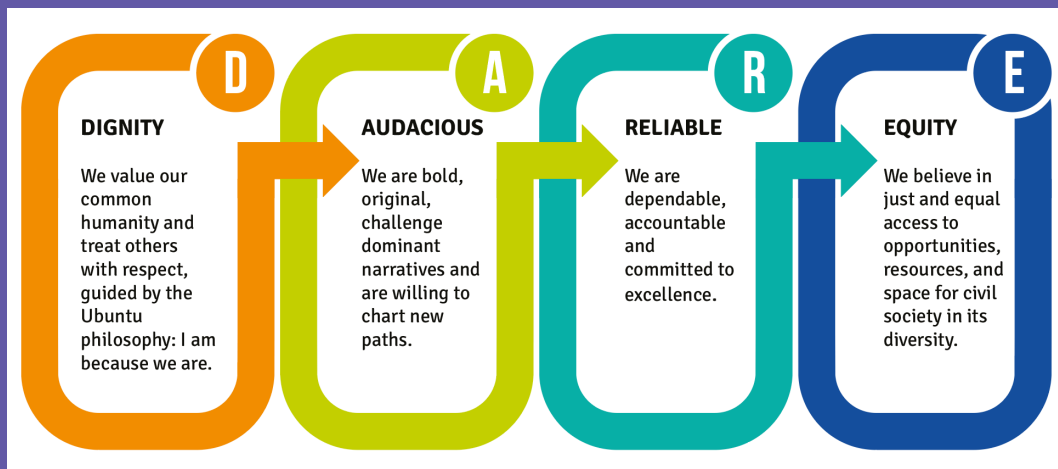 D
DIGNITY
We value our
common
humanity and
treat others
with respect,
guided by the
Ubuntu
philosophy: I am
because we are.
A
AUDACIOUS
We are bold,
original,
challenge
dominant
narratives and
are willing to
chart new
paths.
R
RELIABLE
We are
dependable,
accountable
and
committed to
excellence.
E
EQUITY
We believe in
just and equal
access to
opportunities,
resources, and
space for civil
society in its
diversity.